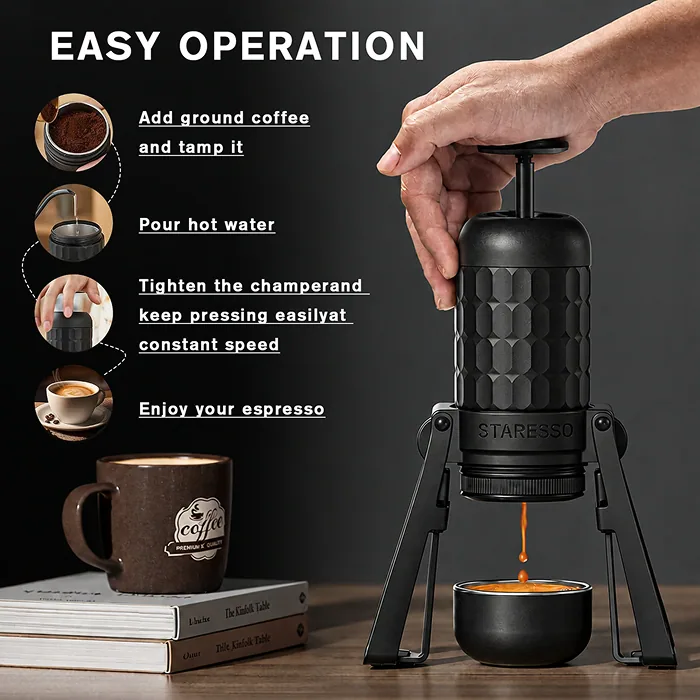 EASY OPERATION
Add ground coffee
and tamp it
Pour hot water
Tighten the champerand
keep pressing easilyat
constant speed
Enjoy your espresso
STARESSO
coffee
PREMIUM QUALITY
The Kinfolk Table
Kinfolk Table